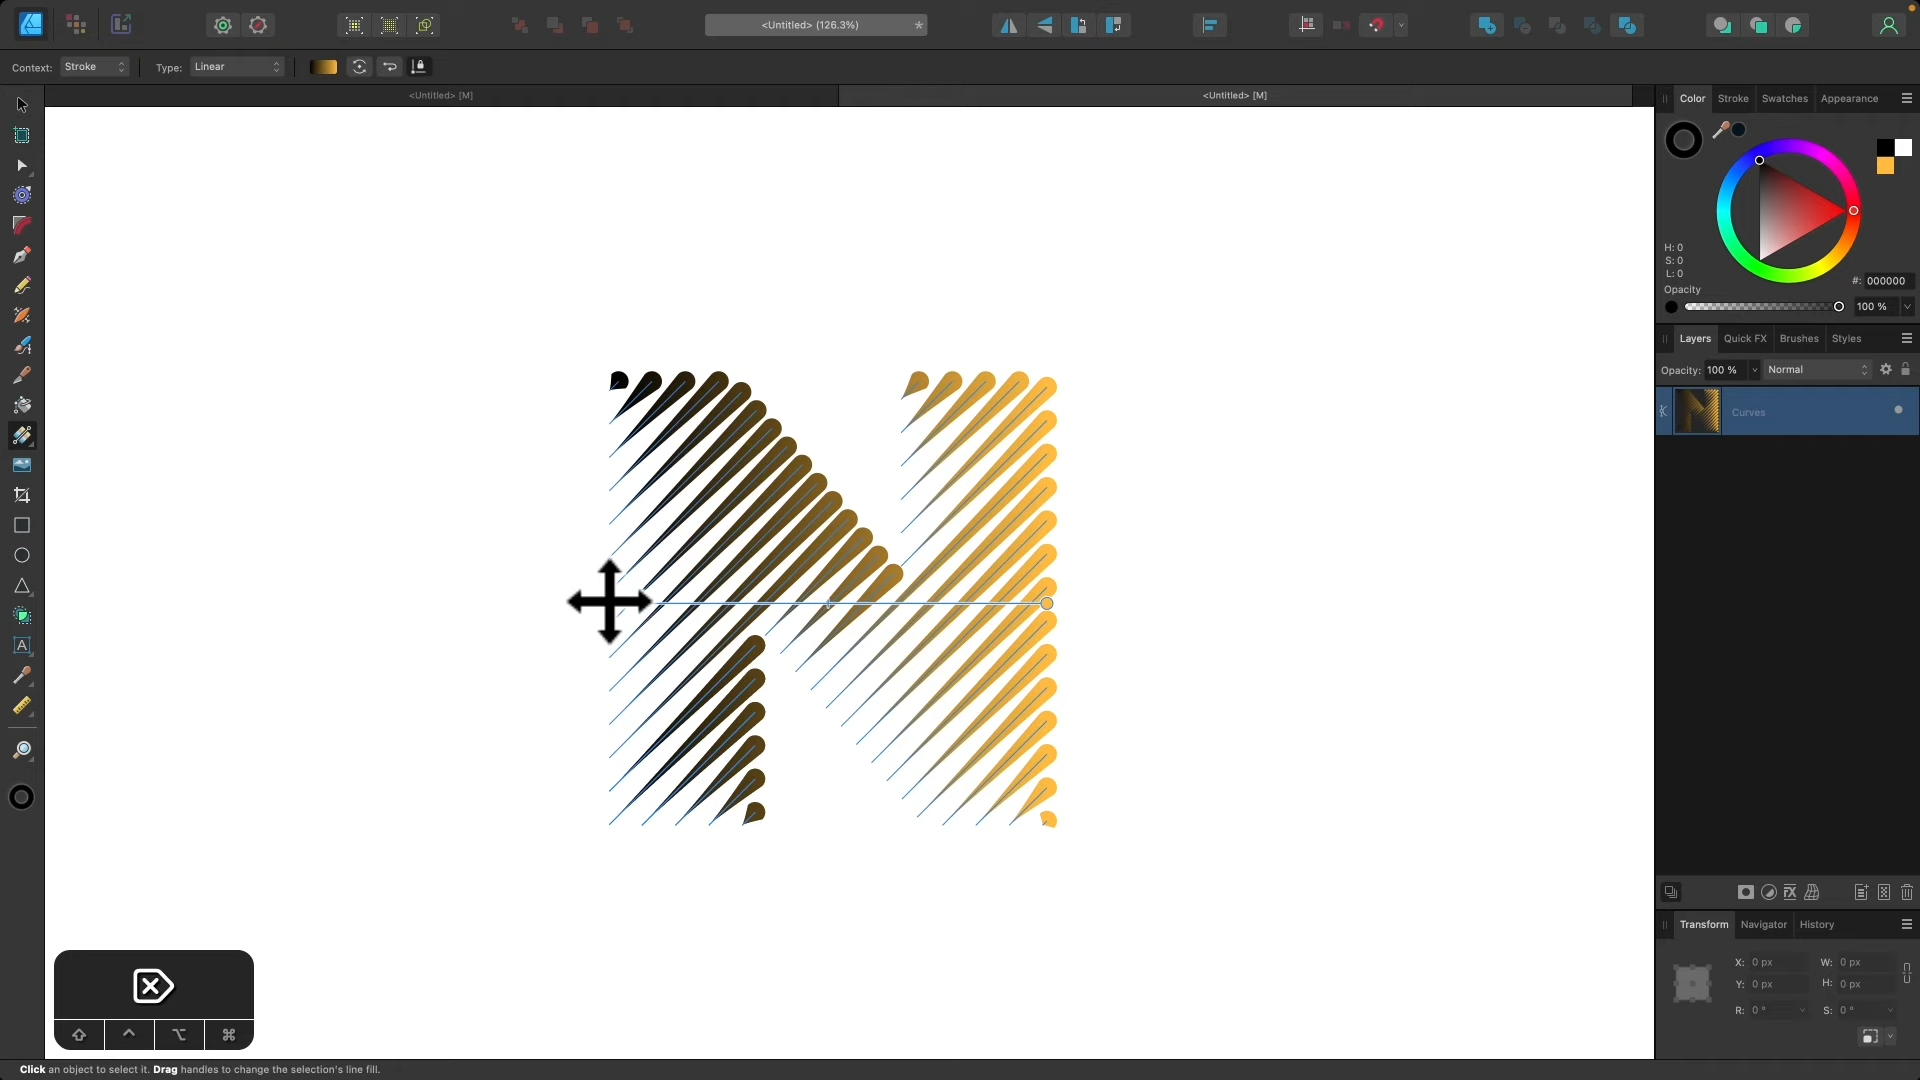 <Untitled> (126.3%)
*
Context: Stroke Type: Linear
<Untitled> [M] <Untitled> [M]
Color Stroke Swatches Appearance
H: 0
S: 0
L: 0
#: 000000
Opacity
100 %
Layers Quick FX Brushes Styles
Opacity: 100 % Normal
Curves
Transform Navigator History
X: 0 px W: 0 px
Y: 0 px H: 0 px
R: 0 ° S: 0 °
Click an object to select it. Drag handles to change the selection's line fill.